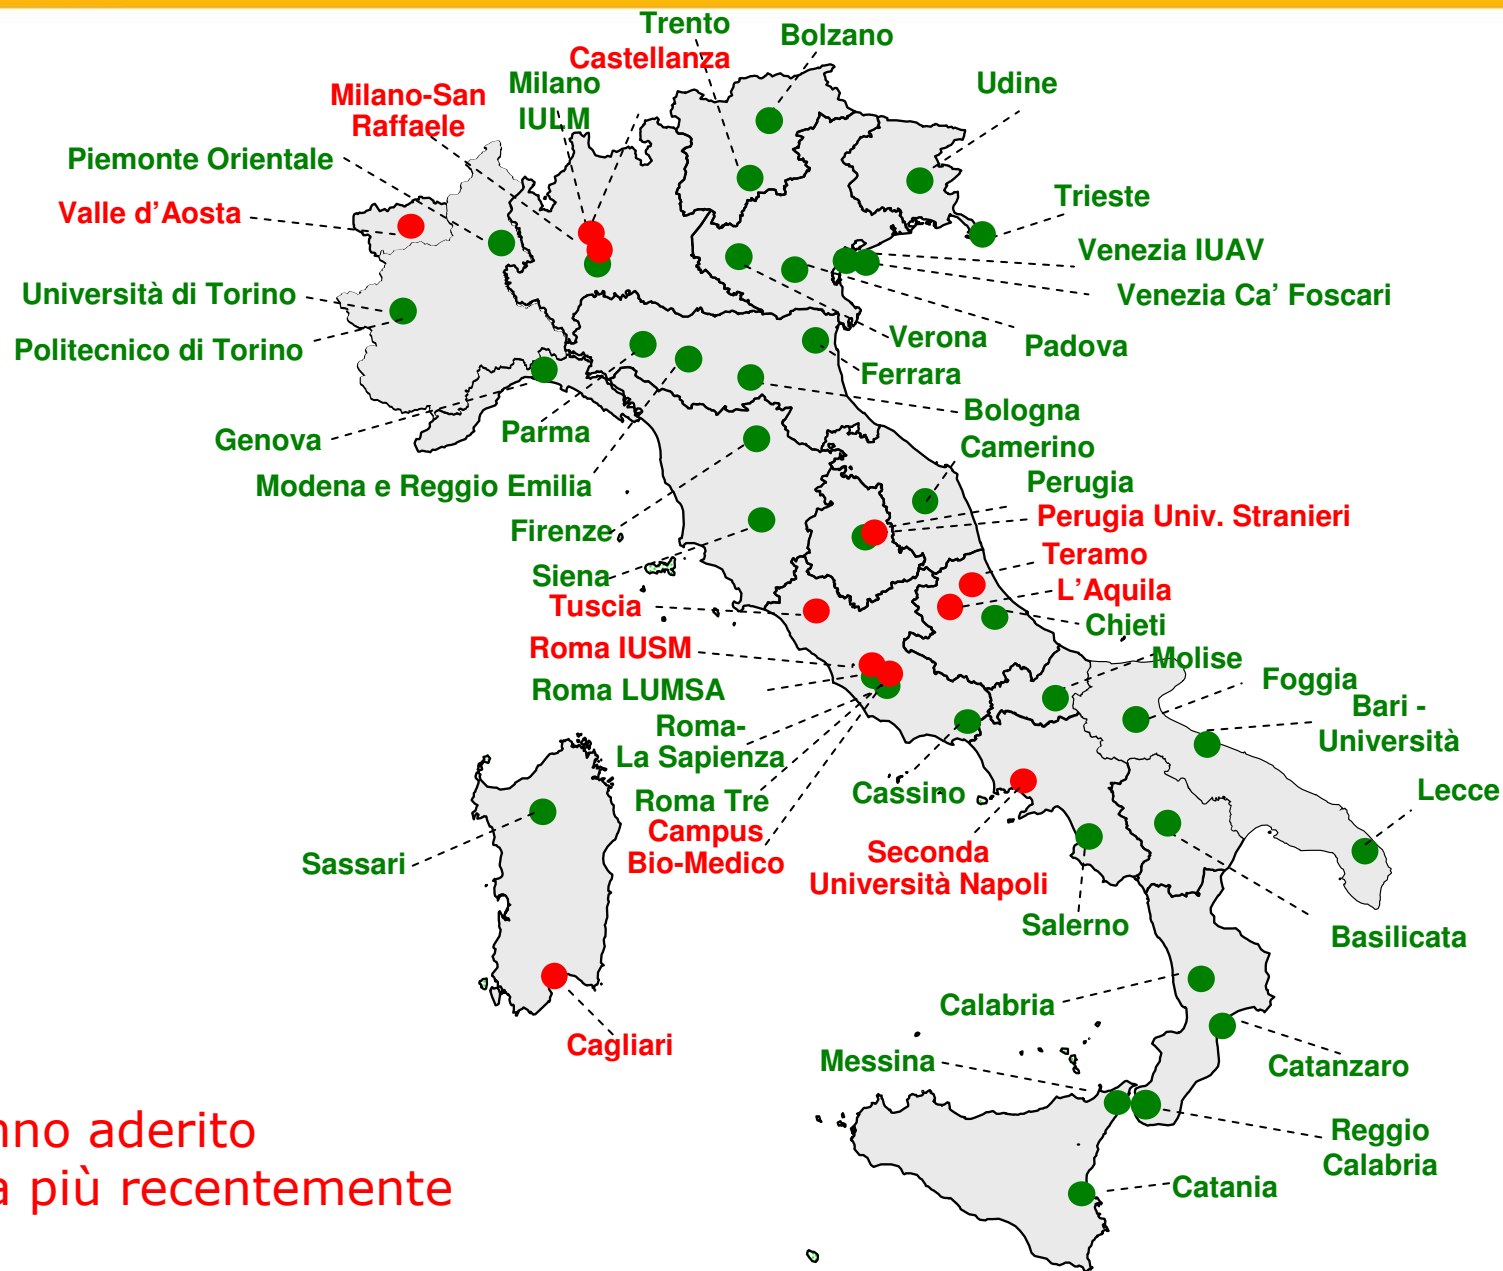 Trento
Bolzano
Castellanza
Milano
IULM
Udine
Milano-San
Raffaele
Piemonte Orientale
Valle d’Aosta
Trieste
Venezia IUAV
Università di Torino
Venezia Ca’ Foscari
Politecnico di Torino
Verona
Padova
Ferrara
Bologna
Genova
Parma
Camerino
Modena e Reggio Emilia
Perugia
Perugia Univ. Stranieri
Firenze
Teramo
Siena
L’Aquila
Tuscia
Chieti
Roma IUSM
Molise
Roma LUMSA
Foggia
Bari -
Università
Roma-
La Sapienza
Cassino
Lecce
Roma Tre
Campus
Bio-Medico
Seconda
Università Napoli
Sassari
Salerno
Basilicata
Calabria
Cagliari
Messina
Catanzaro
nno aderito
a più recentemente
Reggio
Calabria
Catania